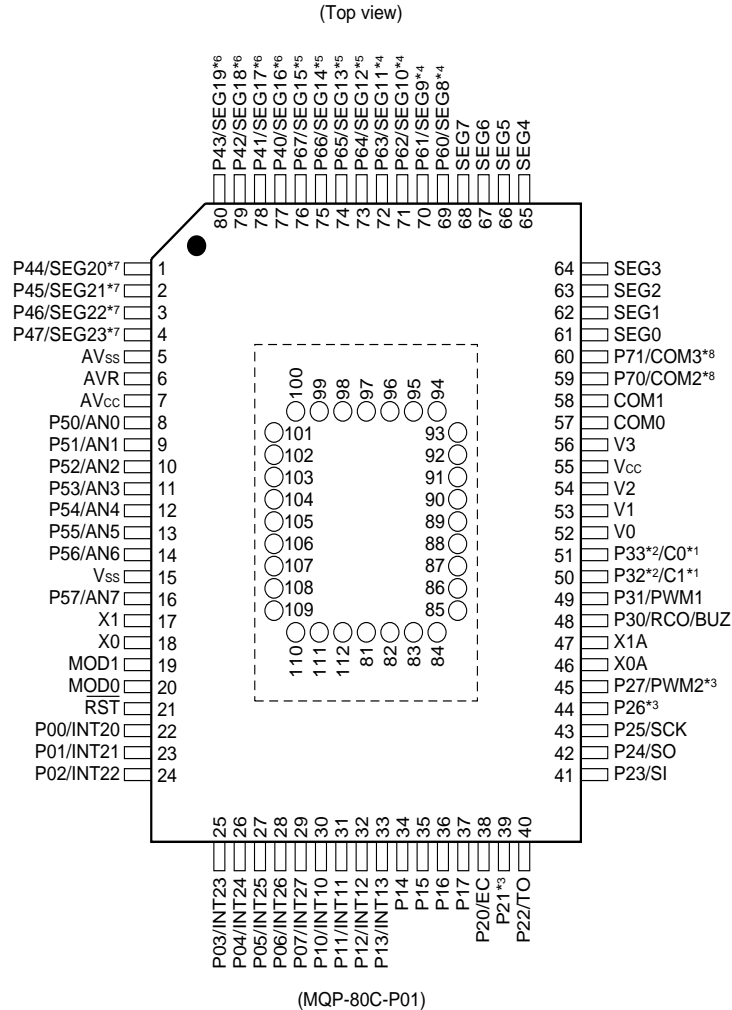 (Top view)
P43/SEG19*6
P42/SEG18*6
P41/SEG17*6
P40/SEG16*6
P67/SEG15*5
P66/SEG14*5
P65/SEG13*5
P64/SEG12*5
P63/SEG11*4
P62/SEG10*4
P61/SEG9*4
P60/SEG8*4
SEG7
SEG6
SEG5
SEG4
80
79
78
77
76
75
74
73
72
71
70
69
68
67
66
65
P44/SEG20*7 1
P45/SEG21*7 2
P46/SEG22*7 3
P47/SEG23*7 4
AVss 5
AVR 6
AVcc 7
P50/AN0 8
P51/AN1 9
P52/AN2 10
P53/AN3 11
P54/AN4 12
P55/AN5 13
P56/AN6 14
Vss 15
P57/AN7 16
X1 17
X0 18
MOD1 19
MOD0 20
RST 21
P00/INT20 22
P01/INT21 23
P02/INT22 24
100
99
98
97
96
95
94
101
102
103
104
105
106
107
108
109
93
92
91
90
89
88
87
86
85
110
111
112
81
82
83
84
64 SEG3
63 SEG2
62 SEG1
61 SEG0
60 P71/COM3*8
59 P70/COM2*8
58 COM1
57 COM0
56 V3
55 Vcc
54 V2
53 V1
52 V0
51 P33*2/C0*1
50 P32*2/C1*1
49 P31/PWM1
48 P30/RCO/BUZ
47 X1A
46 X0A
45 P27/PWM2*3
44 P26*3
43 P25/SCK
42 P24/SO
41 P23/SI
25
26
27
28
29
30
31
32
33
34
35
36
37
38
39
40
P03/INT23
P04/INT24
P05/INT25
P06/INT26
P07/INT27
P10/INT10
P11/INT11
P12/INT12
P13/INT13
P14
P15
P16
P17
P20/EC
P21*3
P22/TO
(MQP-80C-P01)